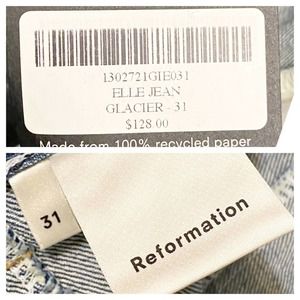 1302721GIE031
ELLE JEAN
GLACIER - 31
$128.00
Made from 100% recycled paper
31
Reformation